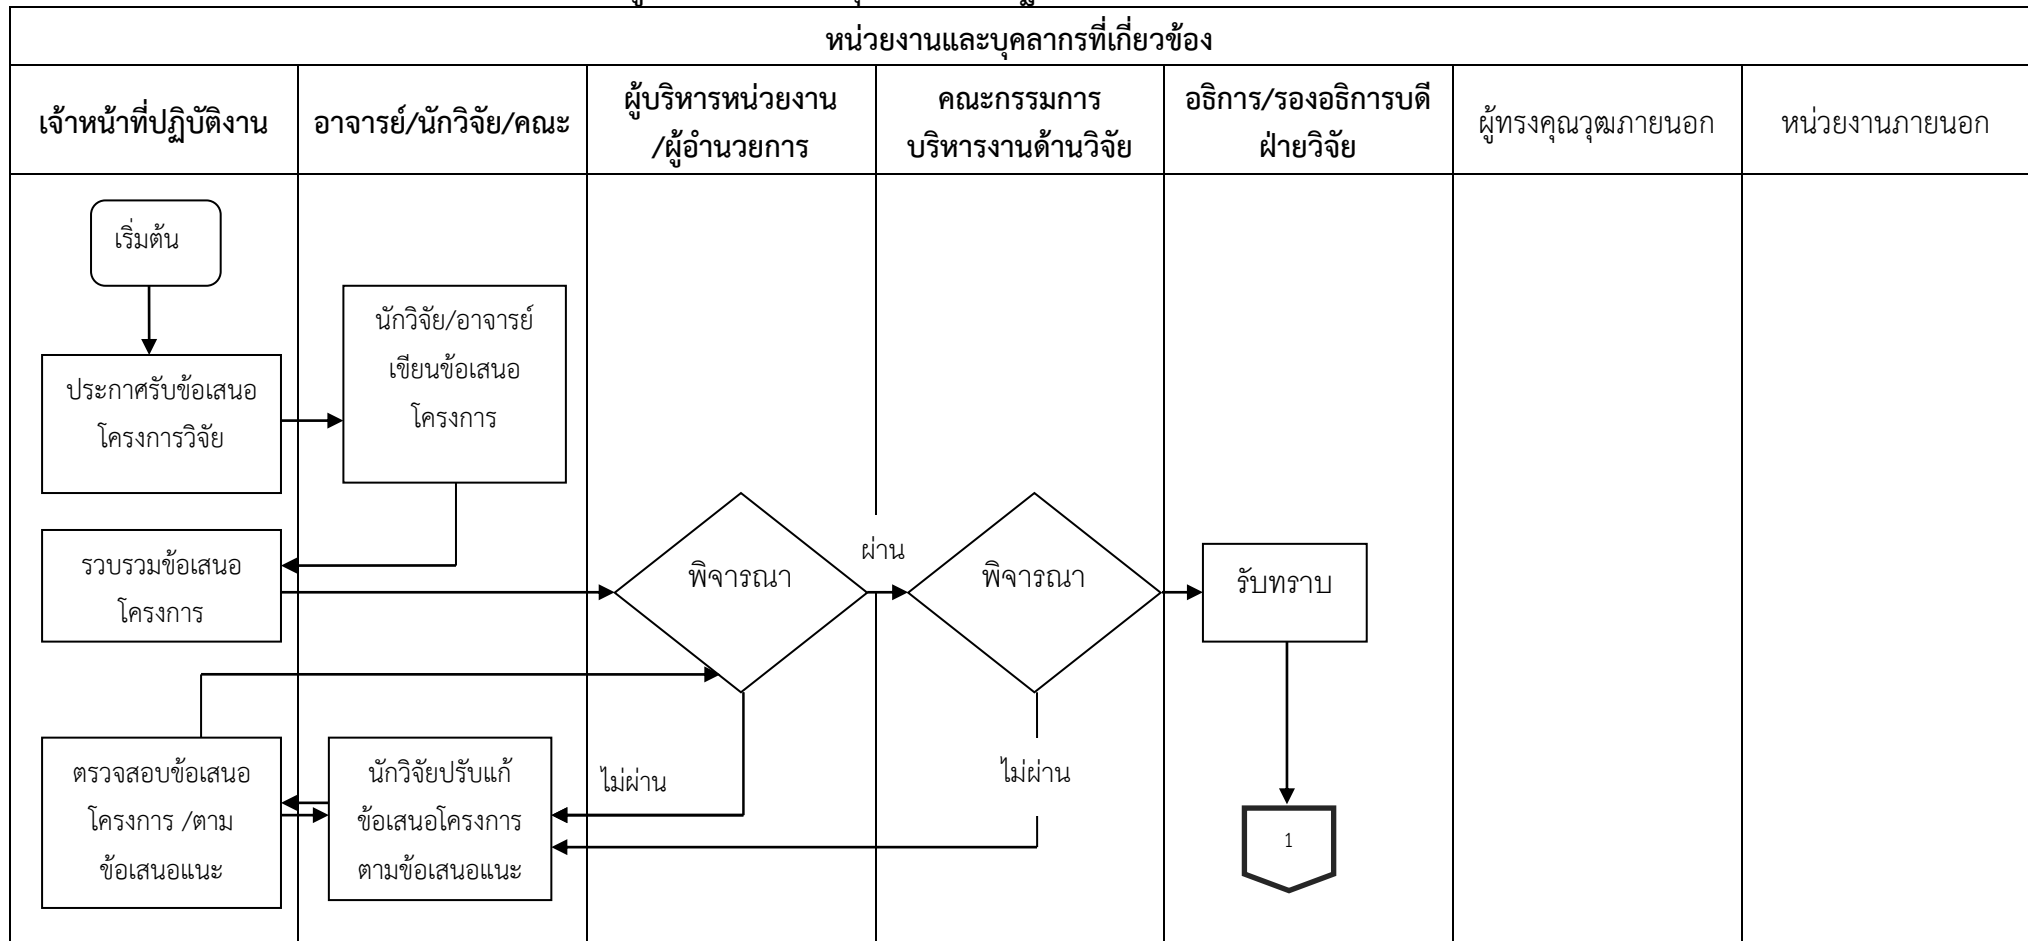 หน่วยงานและบุคลากรที่เกี่ยวข้อง
เจ้าหน้าที่ปฏิบัติงาน
อาจารย์/นักวิจัย/คณะ
ผู้บริหารหน่วยงาน
/ผู้อำนวยการ
คณะกรรมการ
บริหารงานด้านวิจัย
อธิการ/รองอธิการบดี
ฝ่ายวิจัย
ผู้ทรงคุณวุฒภายนอก
หน่วยงานภายนอก
เริ่มต้น
ประกาศรับข้อเสนอ
โครงการวิจัย
นักวิจัย/อาจารย์
เขียนข้อเสนอ
โครงการ
รวบรวมข้อเสนอ
โครงการ
พิจารณา
ผ่าน
พิจารณา
รับทราบ
ตรวจสอบข้อเสนอ
โครงการ /ตาม
ข้อเสนอแนะ
นักวิจัยปรับแก้
ข้อเสนอโครงการ
ตามข้อเสนอแนะ
ไม่ผ่าน
ไม่ผ่าน
1